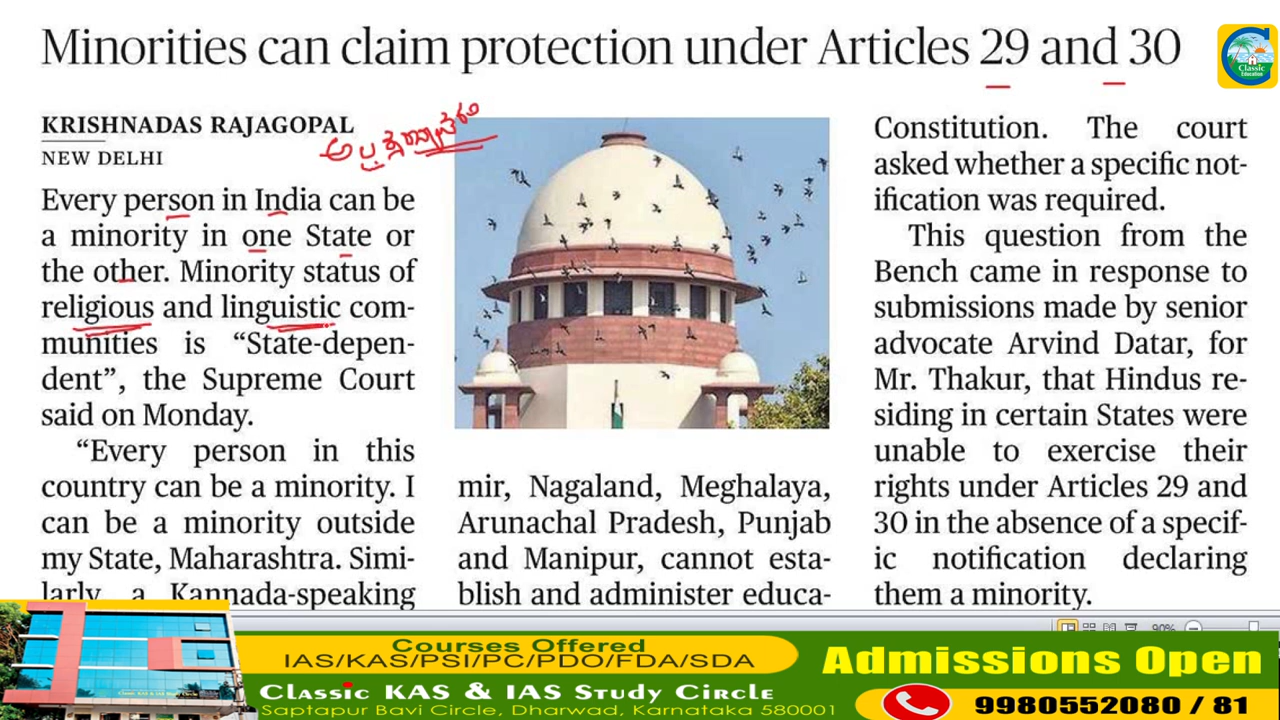 Minorities can claim protection under Articles 29 and 30
Classic
Education
KRISHNADAS RAJAGOPAL
NEW DELHI
Every person in India can be
a minority in one State or
the other. Minority status of
religious and linguistic com-
munities is “State-depen-
dent”, the Supreme Court
said on Monday.
“Every person in this
country can be a minority. I
can be a minority outside
my State, Maharashtra. Simi-
larly, a Kannada-speaking
mir, Nagaland, Meghalaya,
Arunachal Pradesh, Punjab
and Manipur, cannot esta-
blish and administer educa-
Constitution. The court
asked whether a specific not-
ification was required.
This question from the
Bench came in response to
submissions made by senior
advocate Arvind Datar, for
Mr. Thakur, that Hindus re-
siding in certain States were
unable to exercise their
rights under Articles 29 and
30 in the absence of a specif-
ic notification declaring
them a minority.
90%
Courses Offered
IAS/KAS/PSI/PC/PDO/FDA/SDA
Classic KAS & IAS Study Circle
Saptapur Bavi Circle, Dharwad, Karnataka 580001
Admissions Open
9980552080 / 81